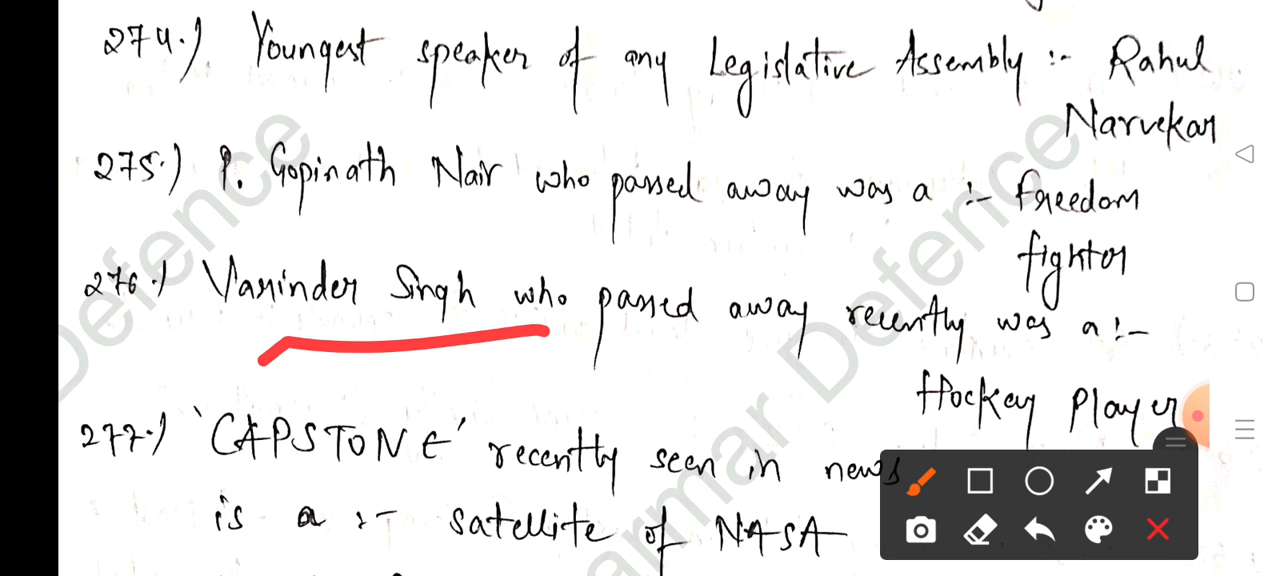 274.) Youngest speaker of any Legislative Assembly :- Rahul
Narvekar
275.) P. Gopinath Nair who passed away was a :- freedom
fighter
276.) Varinder Singh who passed away recently was a :-
Hockey Player
277.) 'CAPSTONE' recently seen in news
is a :- satellite of NASA
Defence
Defence
armar Defence